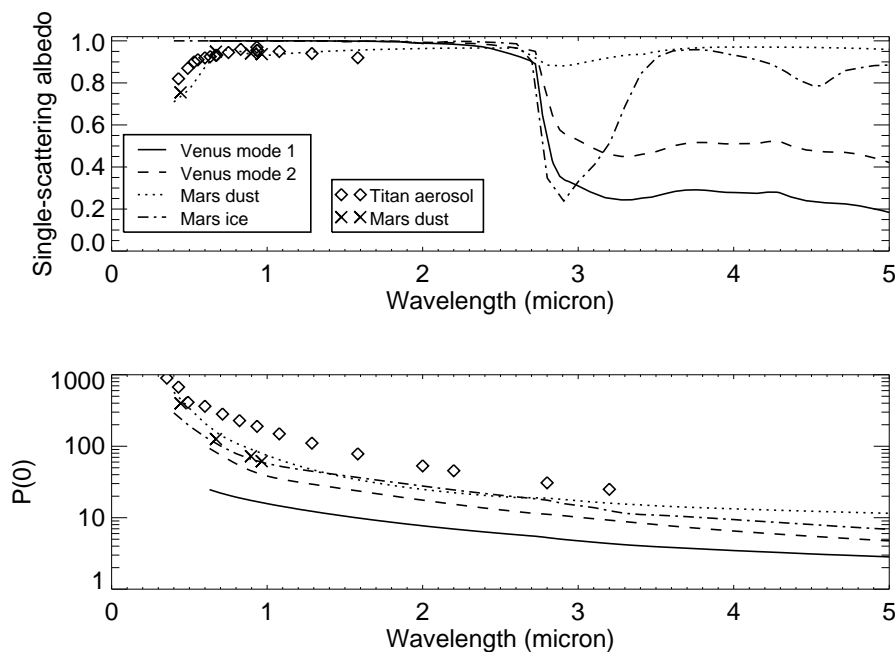 Single-scattering albedo
1.0
0.8
0.6
0.4
0.2
0.0
Venus mode 1
Venus mode 2
Mars dust
Mars ice
Titan aerosol
Mars dust
0 1 2 3 4 5
Wavelength (micron)
P(0)
1000
100
10
1
0 1 2 3 4 5
Wavelength (micron)